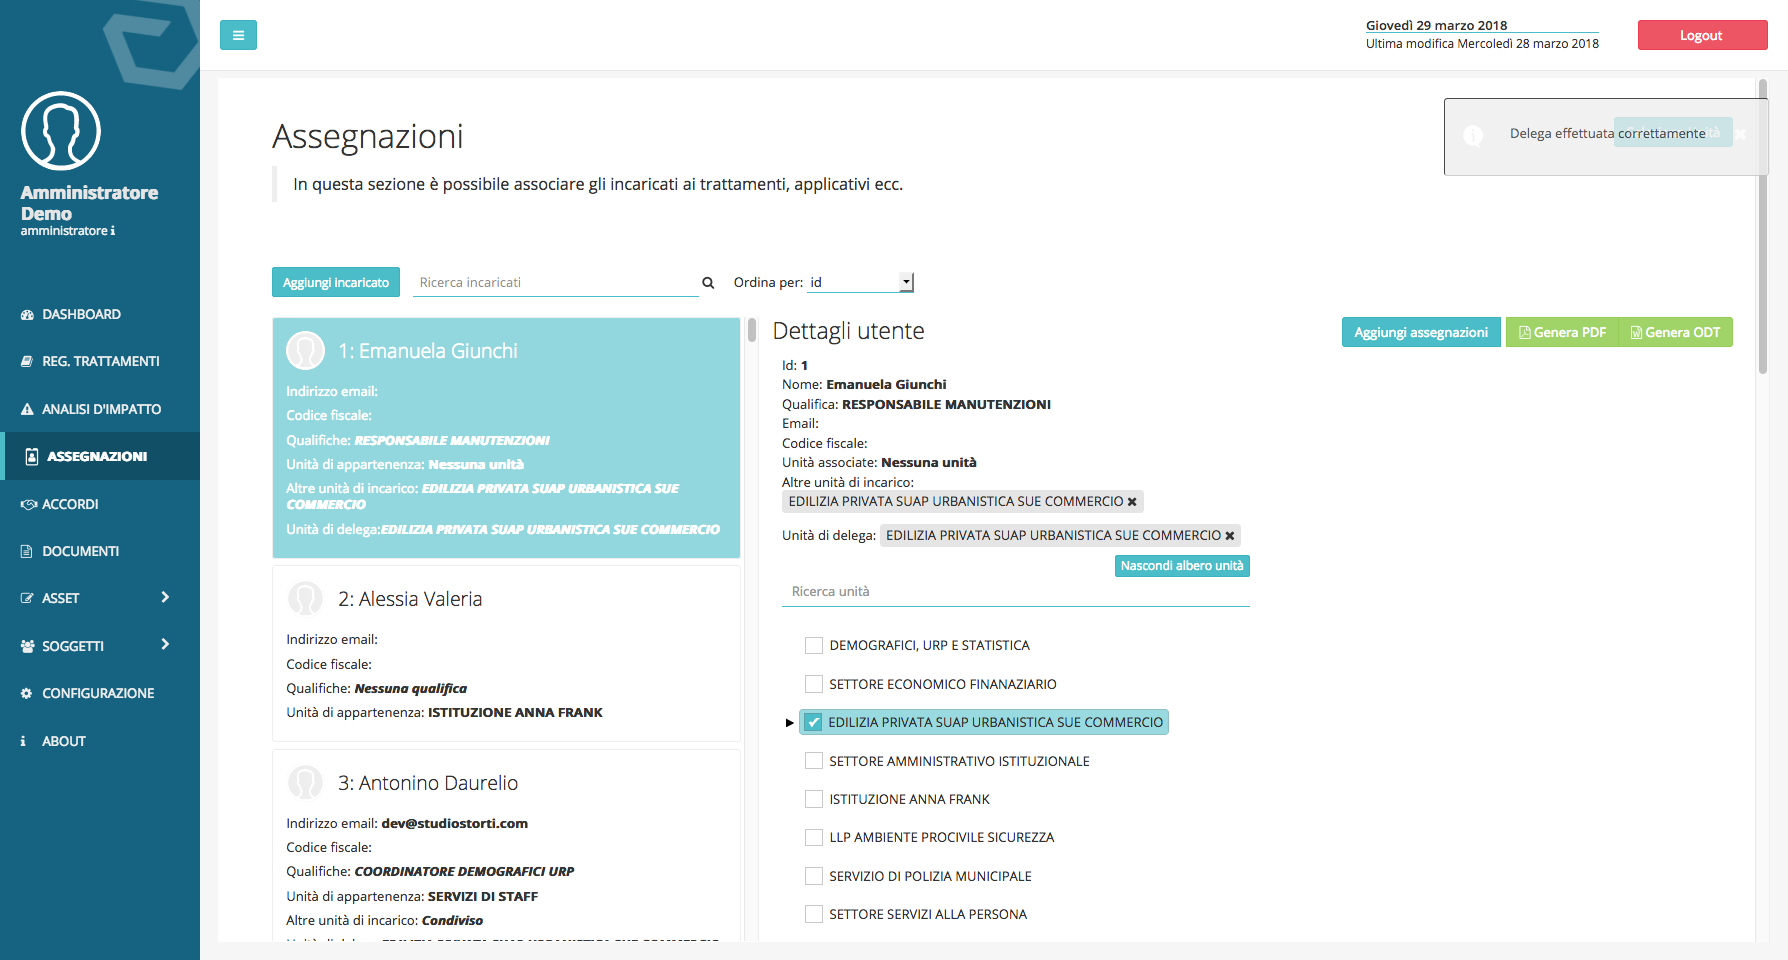 Giovedì 29 marzo 2018
Ultima modifica Mercoledì 28 marzo 2018
Logout
Amministratore
Demo
amministratore
DASHBOARD
REG. TRATTAMENTI
ANALISI D'IMPATTO
ASSEGNAZIONI
ACCORDI
DOCUMENTI
ASSET
SOGGETTI
CONFIGURAZIONE
ABOUT
Assegnazioni
Delega effettuata correttamente
In questa sezione è possibile associare gli incaricati ai trattamenti, applicativi ecc.
Aggiungi incaricato
Ricerca incaricati
Ordina per: id
1: Emanuela Giunchi
Indirizzo email:
Codice fiscale:
Qualifiche: RESPONSABILE MANUTENZIONI
Unità di appartenenza: Nessuna unità
Altre unità di incarico: EDILIZIA PRIVATA SUAP URBANISTICA SUE
COMMERCIO
Unità di delega:EDILIZIA PRIVATA SUAP URBANISTICA SUE COMMERCIO
2: Alessia Valeria
Indirizzo email:
Codice fiscale:
Qualifiche: Nessuna qualifica
Unità di appartenenza: ISTITUZIONE ANNA FRANK
3: Antonino Daurelio
Indirizzo email: dev@studiostorti.com
Codice fiscale:
Qualifiche: COORDINATORE DEMOGRAFICI URP
Unità di appartenenza: SERVIZI DI STAFF
Altre unità di incarico: Condiviso
Dettagli utente
Aggiungi assegnazioni
Genera PDF
Genera ODT
Id: 1
Nome: Emanuela Giunchi
Qualifica: RESPONSABILE MANUTENZIONI
Email:
Codice fiscale:
Unità associate: Nessuna unità
Altre unità di incarico:
EDILIZIA PRIVATA SUAP URBANISTICA SUE COMMERCIO
Unità di delega: EDILIZIA PRIVATA SUAP URBANISTICA SUE COMMERCIO
Nascondi albero unità
Ricerca unità
DEMOGRAFICI, URP E STATISTICA
SETTORE ECONOMICO FINANAZIARIO
EDILIZIA PRIVATA SUAP URBANISTICA SUE COMMERCIO
SETTORE AMMINISTRATIVO ISTITUZIONALE
ISTITUZIONE ANNA FRANK
LLP AMBIENTE PROCIVILE SICUREZZA
SERVIZIO DI POLIZIA MUNICIPALE
SETTORE SERVIZI ALLA PERSONA